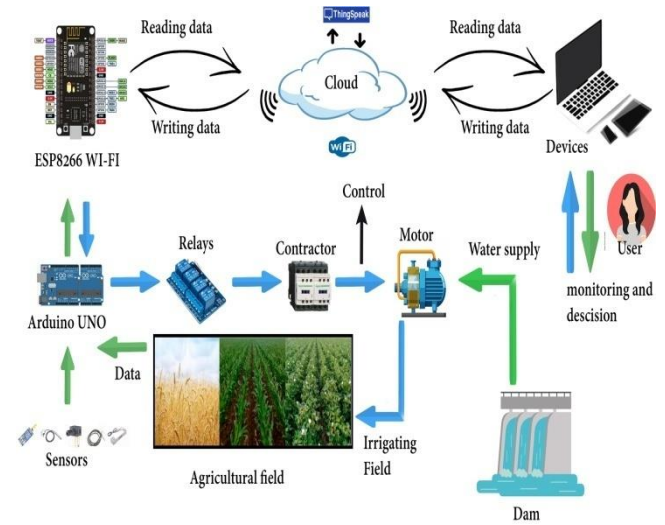 ThingSpeak
Reading data
Reading data
Cloud
Writing data
Writing data
WiFi
ESP8266 WI-FI
Devices
Control
Relays
Contractor
Motor
Water supply
User
monitoring and
descision
Arduino UNO
Data
Sensors
Irrigating
Field
Agricultural field
Dam